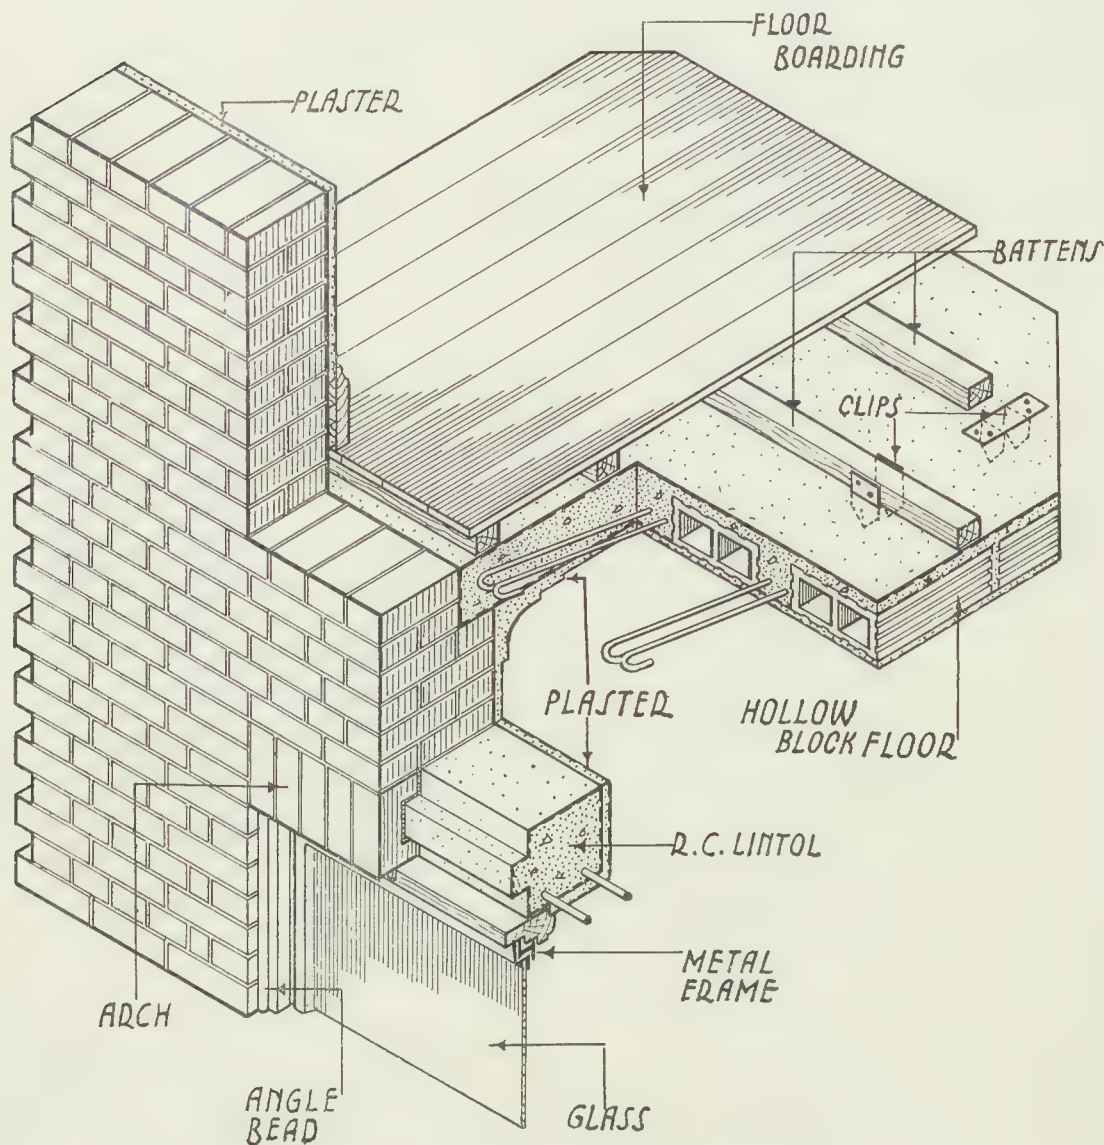 FLOOR
BOARDING
PLASTER
BATTENS
CLIPS
PLASTER
HOLLOW
BLOCK FLOOR
R.C. LINTOL
METAL
FRAME
ARCH
ANGLE
BEAD
GLASS